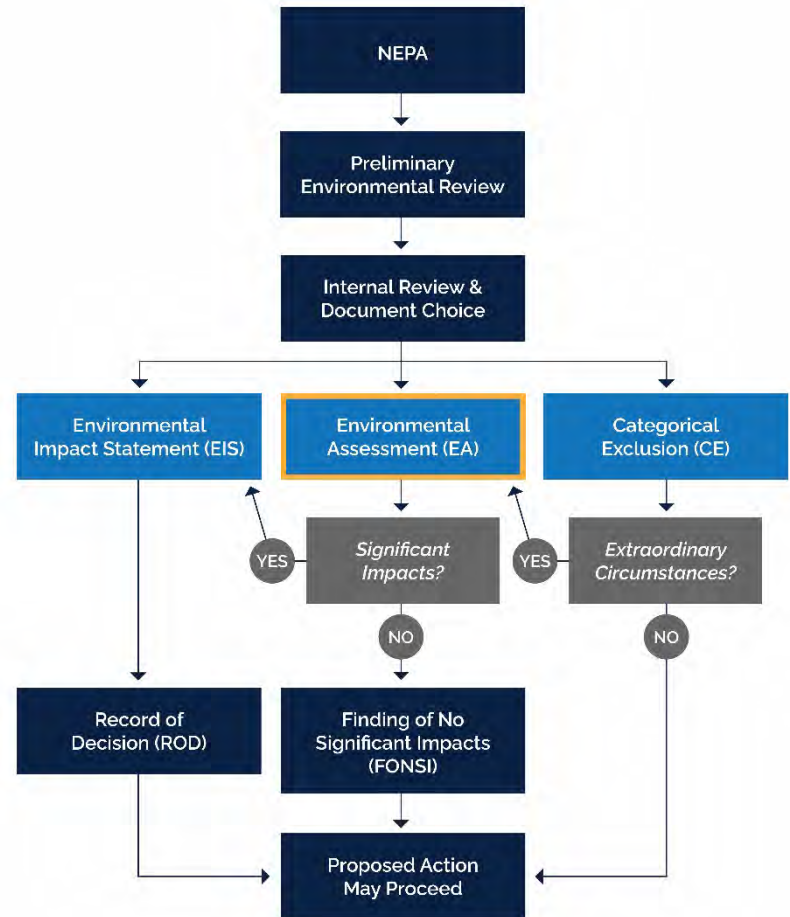 NEPA
Preliminary
Environmental Review
Internal Review &
Document Choice
Environmental
Impact Statement (EIS)
Environmental
Assessment (EA)
Categorical
Exclusion (CE)
YES
Significant
Impacts?
YES
Extraordinary
Circumstances?
NO
NO
Record of
Decision (ROD)
Finding of No
Significant Impacts
(FONSI)
Proposed Action
May Proceed